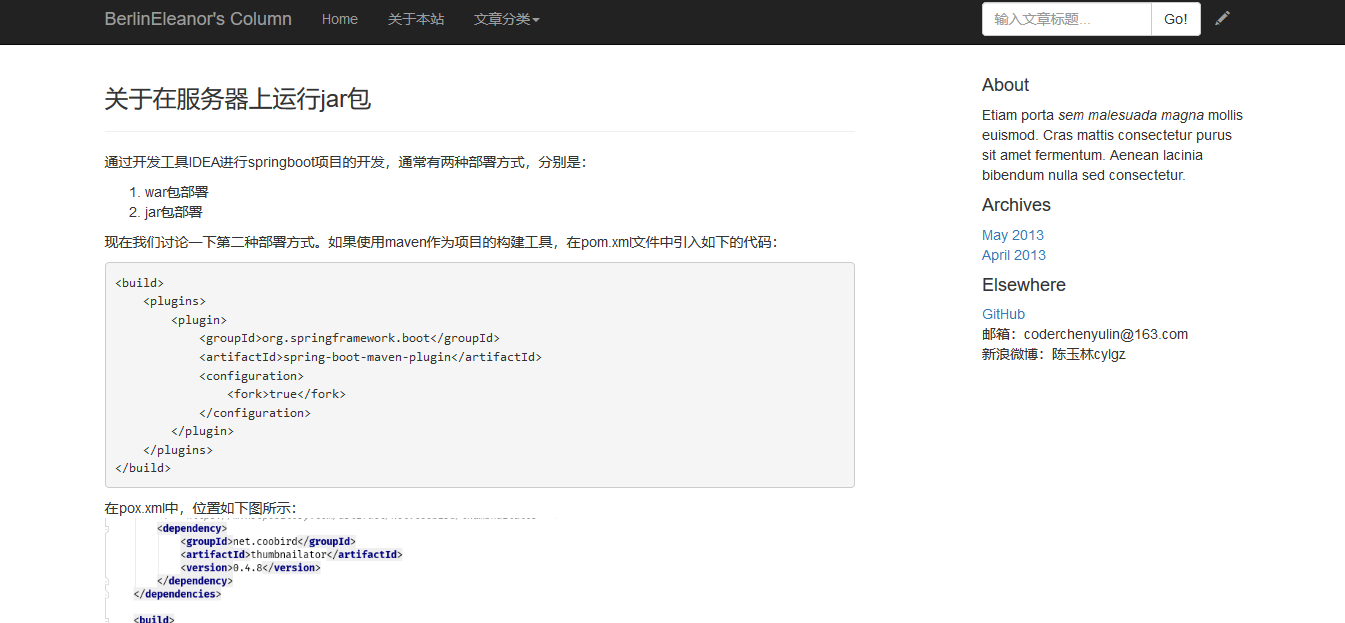 BerlinEleanor's Column Home 关于本站 文章分类 输入文章标题... Go!
关于在服务器上运行jar包
通过开发工具IDEA进行springboot项目的开发，通常有两种部署方式，分别是：
1. war包部署
2. jar包部署
现在我们讨论一下第二种部署方式。如果使用maven作为项目的构建工具，在pom.xml文件中引入如下的代码：
<build>
<plugins>
<plugin>
<groupId>org.springframework.boot</groupId>
<artifactId>spring-boot-maven-plugin</artifactId>
<configuration>
<fork>true</fork>
</configuration>
</plugin>
</plugins>
</build>
在pox.xml中，位置如下图所示：
<dependency>
<groupId>net.coobird</groupId>
<artifactId>thumbnailator</artifactId>
<version>0.4.8</version>
</dependency>
</dependencies>
<build>
About
Etiam porta sem malesuada magna mollis
euismod. Cras mattis consectetur purus
sit amet fermentum. Aenean lacinia
bibendum nulla sed consectetur.
Archives
May 2013
April 2013
Elsewhere
GitHub
邮箱：coderchenyulin@163.com
新浪微博：陈玉林cylgz